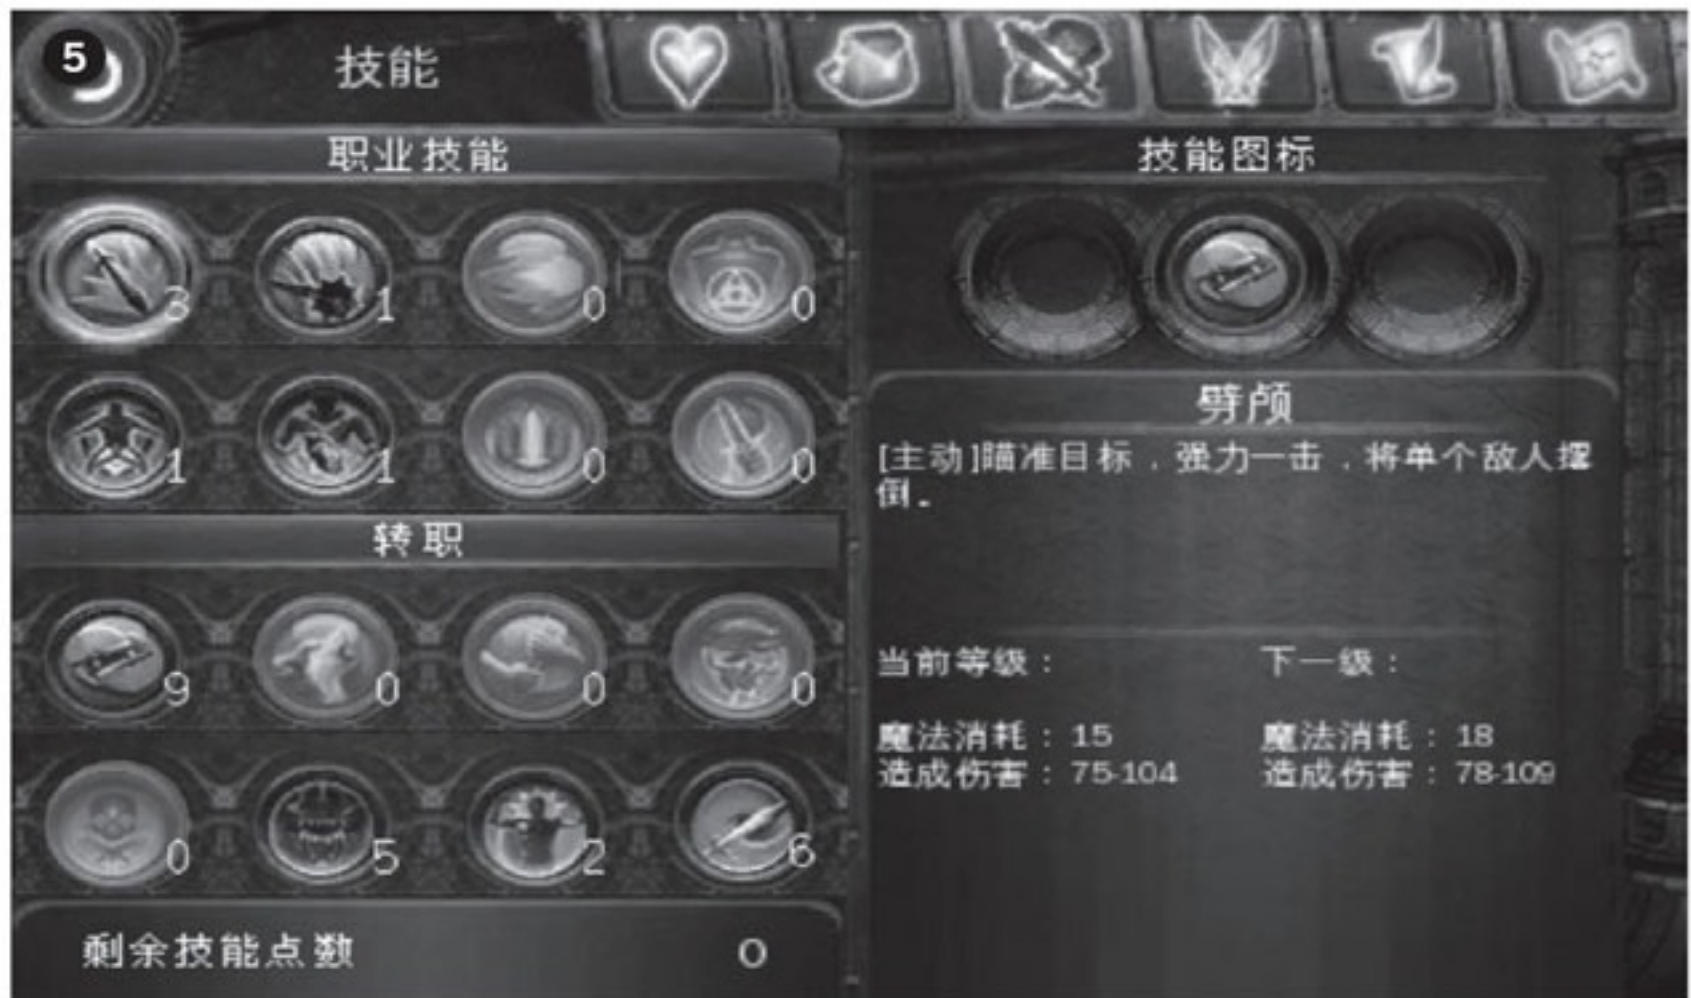 5
技能
职业技能
3 1 0 0
1 1 0 0
转职
9 0 0 0
0 5 2 6
剩余技能点数 0
技能图标
劈颅
[主动]瞄准目标，强力一击，将单个敌人撂
倒。
当前等级： 下一级：
魔法消耗：15 魔法消耗：18
造成伤害：75-104 造成伤害：78-109